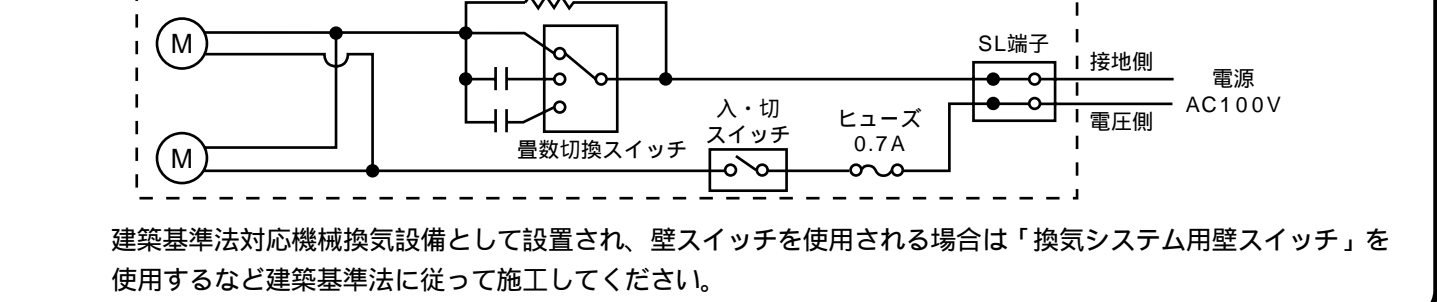 M
SL端子
接地側
電源
AC100V
電圧側
入・切
スイッチ
ヒューズ
0.7A
畳数切換スイッチ
M
建築基準法対応機械換気設備として設置され、壁スイッチを使用される場合は「換気システム用壁スイッチ」を
使用するなど建築基準法に従って施工してください。